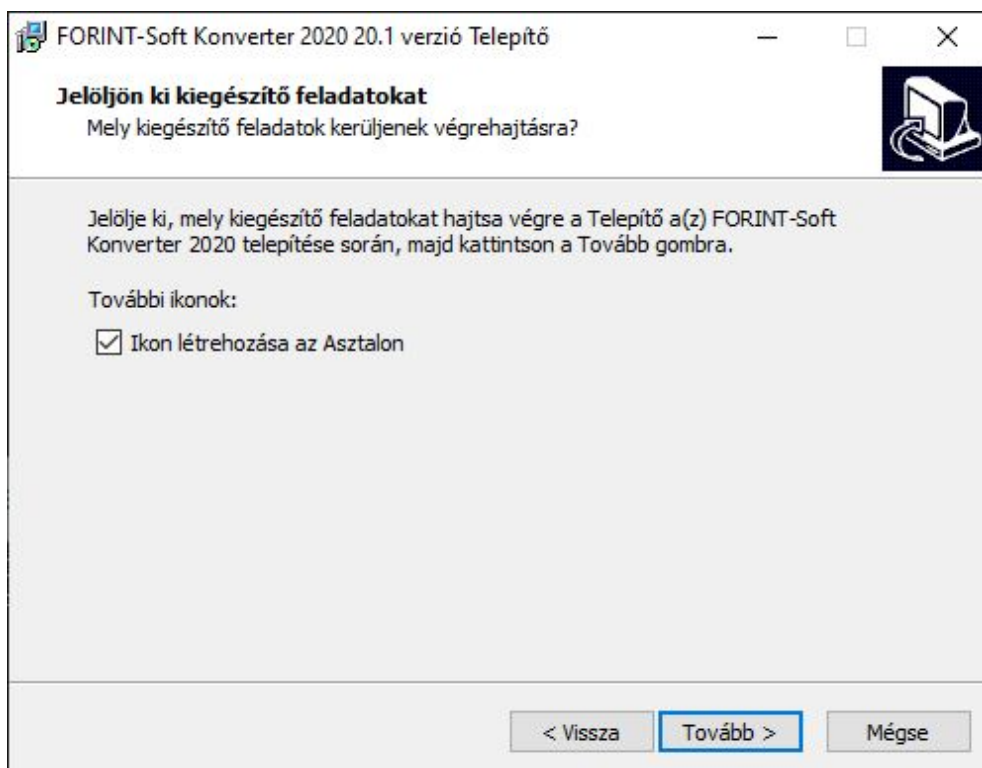 FORINT-Soft Konverter 2020 20.1 verzió Telepítő
Jelöljön ki kiegészítő feladatokat
Mely kiegészítő feladatok kerüljenek végrehajtásra?
Jelölje ki, mely kiegészítő feladatokat hajtsa végre a Telepítő a(z) FORINT-Soft
Konverter 2020 telepítése során, majd kattintson a Tovább gombra.
További ikonok:
Ikon létrehozása az Asztalon
< Vissza
Tovább >
Mégse